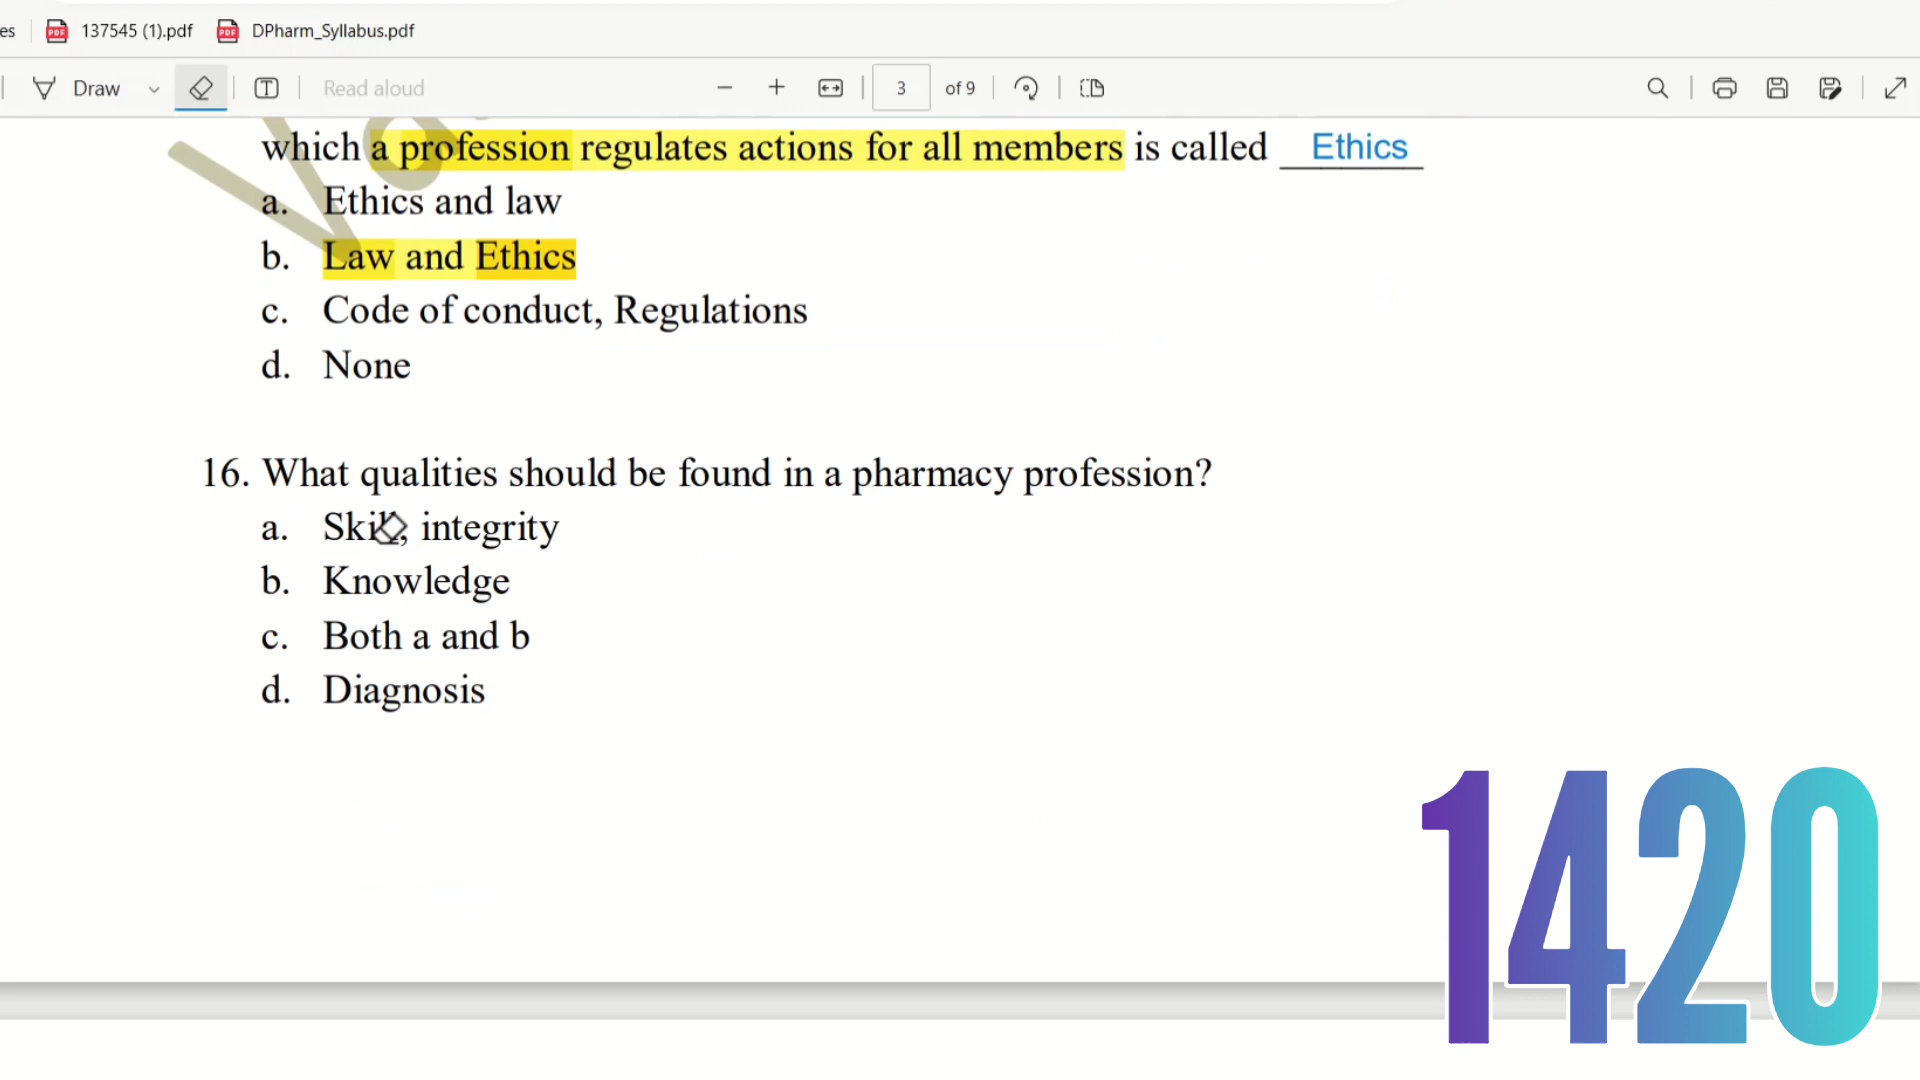 es 137545 (1).pdf DPharm_Syllabus.pdf
Draw Read aloud 3 of 9
which a profession regulates actions for all members is called Ethics
a. Ethics and law
b. Law and Ethics
c. Code of conduct, Regulations
d. None
16. What qualities should be found in a pharmacy profession?
a. Skill, integrity
b. Knowledge
c. Both a and b
d. Diagnosis
1420